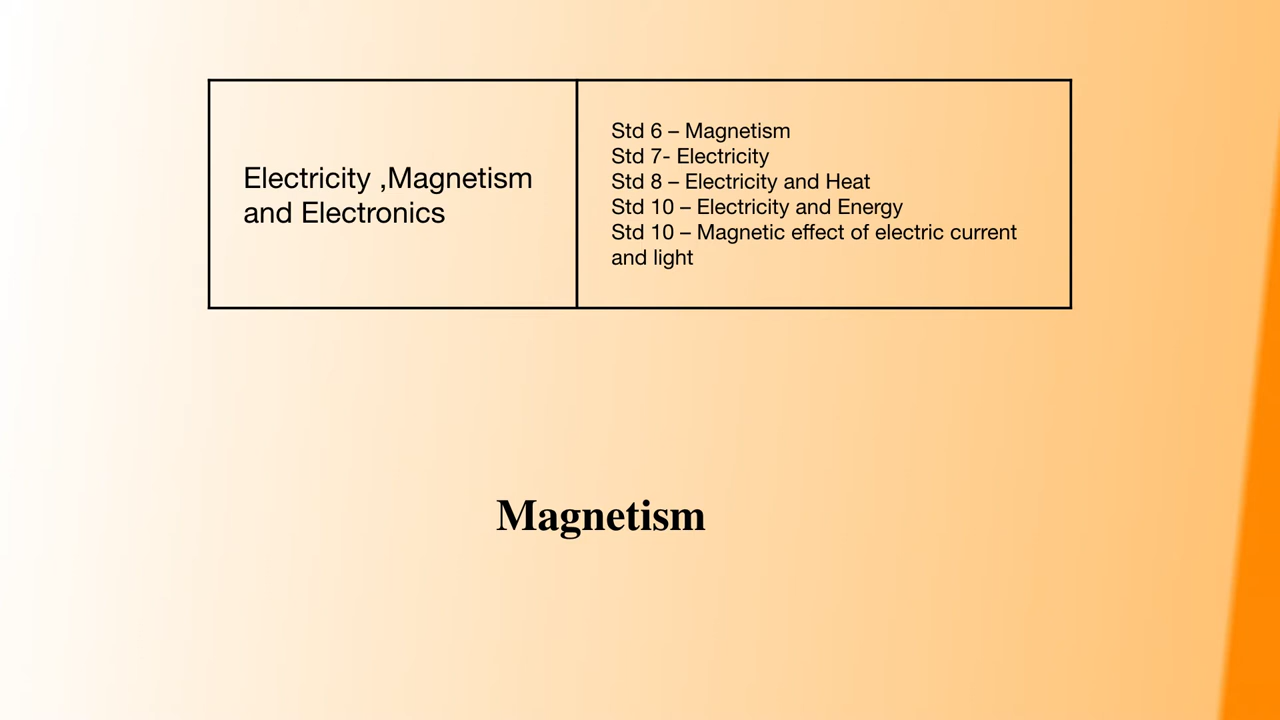 Electricity ,Magnetism
and Electronics
Std 6 – Magnetism
Std 7- Electricity
Std 8 – Electricity and Heat
Std 10 – Electricity and Energy
Std 10 – Magnetic effect of electric current
and light
Magnetism